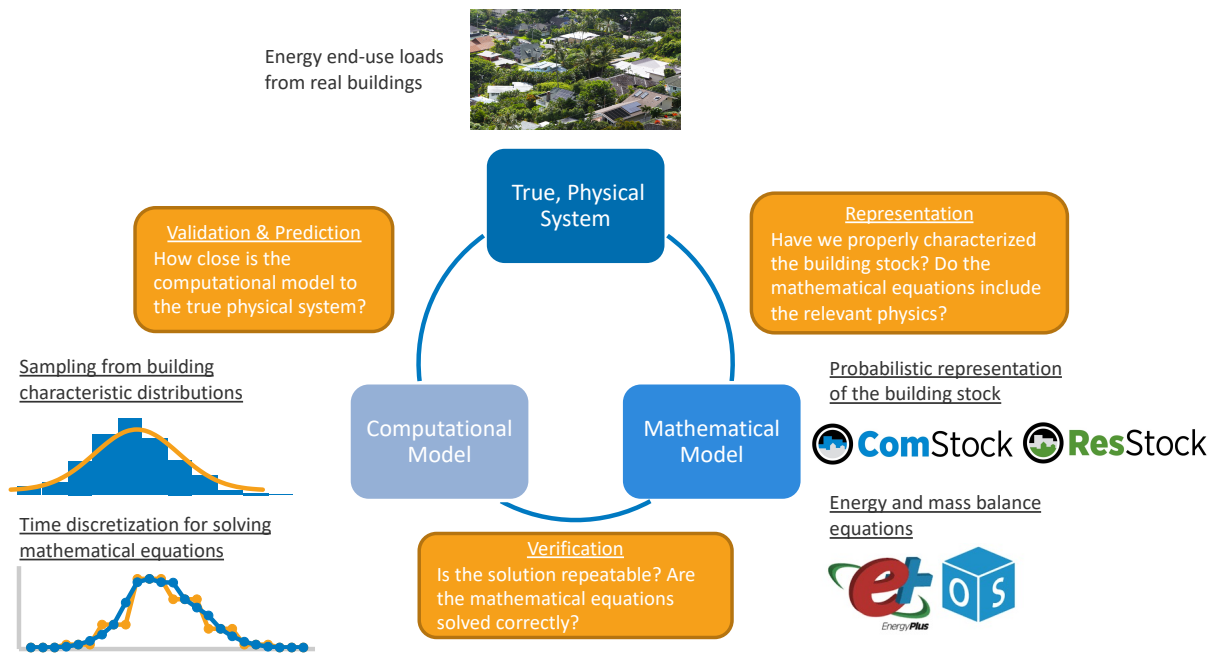 Energy end-use loads
from real buildings
True, Physical
System
Validation & Prediction
How close is the
computational model to
the true physical system?
Representation
Have we properly characterized
the building stock? Do the
mathematical equations include
the relevant physics?
Sampling from building
characteristic distributions
Computational
Model
Mathematical
Model
Probabilistic representation
of the building stock
ComStock
ResStock
Time discretization for solving
mathematical equations
Verification
Is the solution repeatable? Are
the mathematical equations
solved correctly?
Energy and mass balance
equations
e+
EnergyPlus
OS